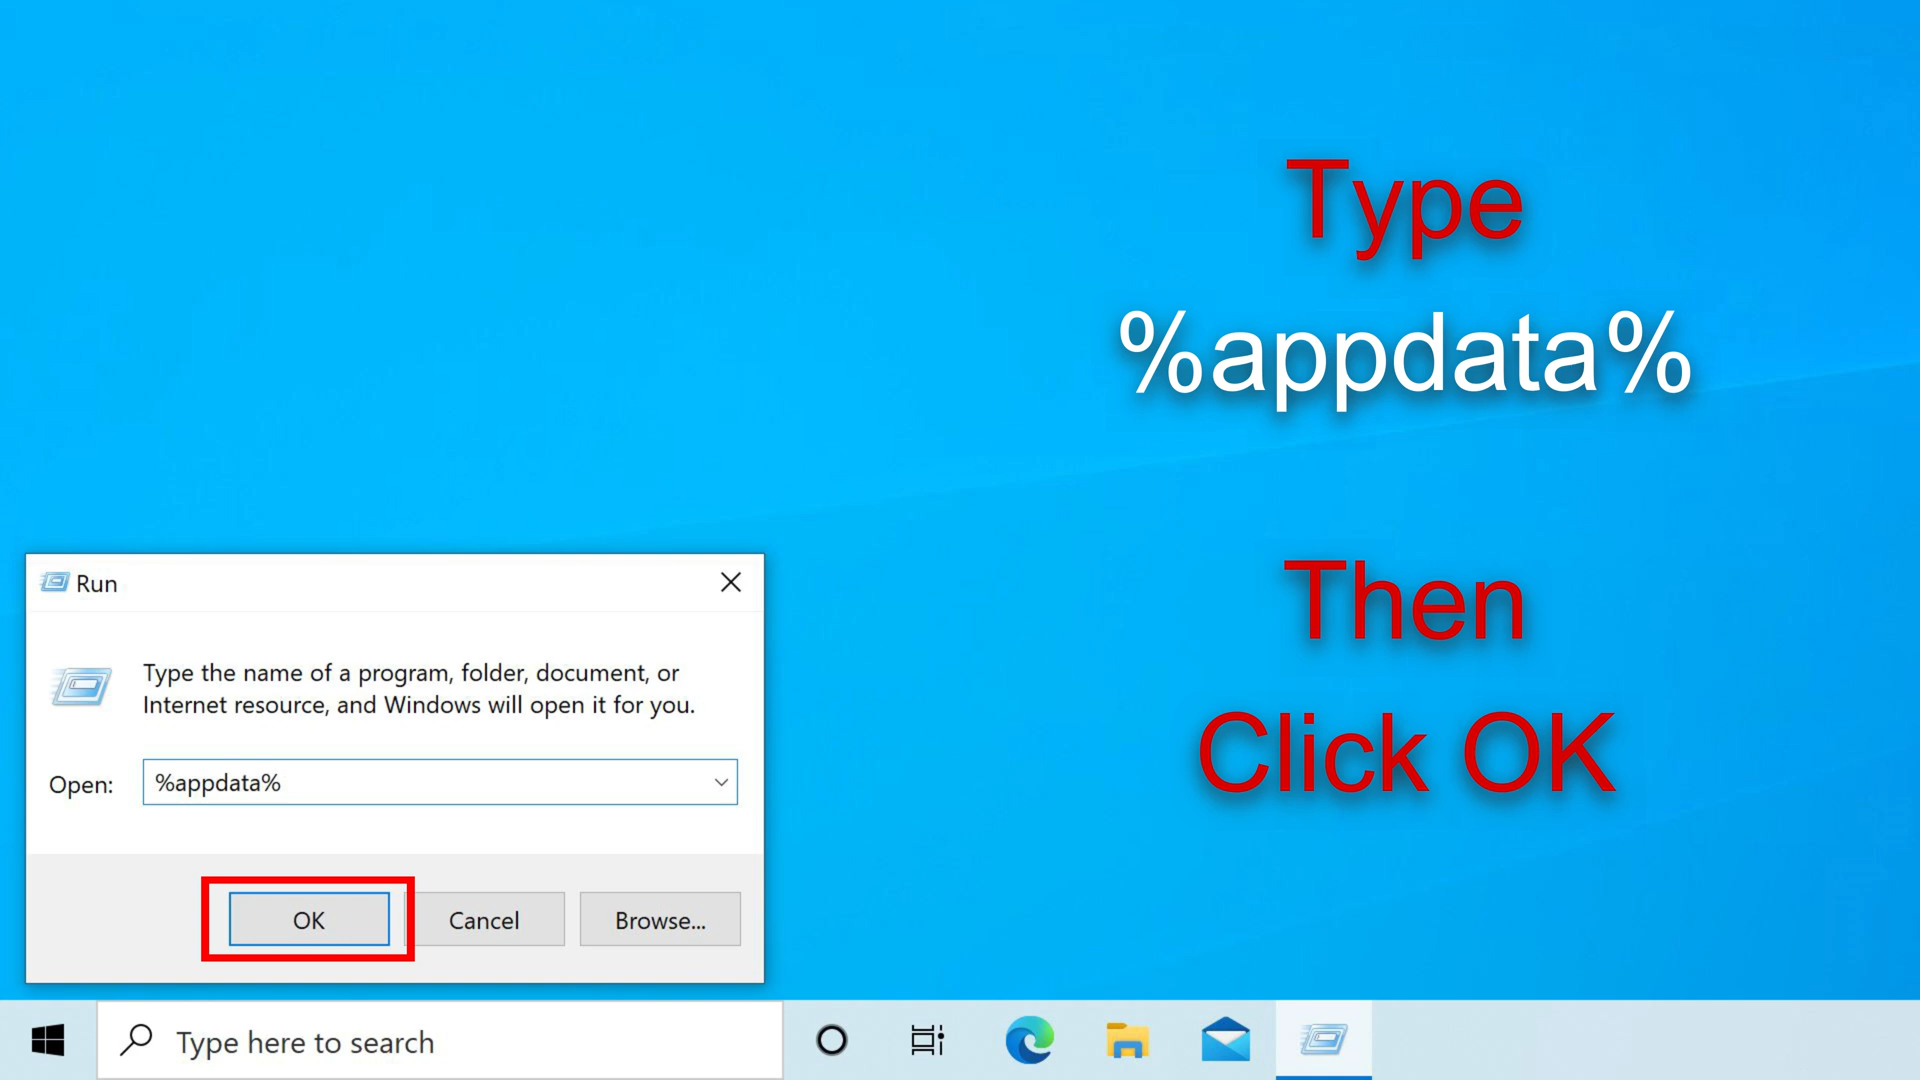 Type
%appdata%
Then
Click OK
Run
Type the name of a program, folder, document, or
Internet resource, and Windows will open it for you.
Open: %appdata%
OK Cancel Browse...
Type here to search